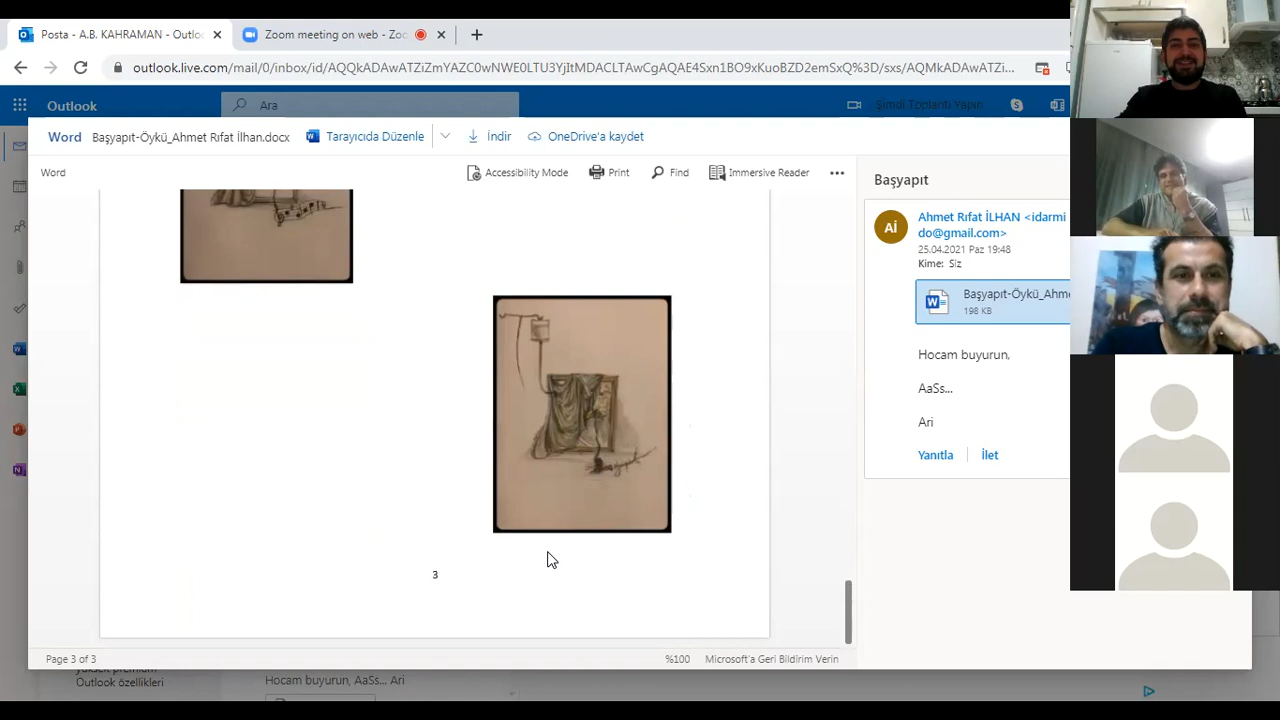 Posta - A.B. KAHRAMAN - Outlo
Zoom meeting on web - Zoo
outlook.live.com/mail/0/inbox/id/AQQkADAwATZiZmYAZC0wNWE0LTU3YjItMDACLTAwCgAQAE4Sxn1BO9xKuoBZD2emSxQ%3D/sxs/AQMkADAwATZi...
Outlook
Ara
Şimdi Toplantı Yapın
Word
Başyapıt-Öykü_Ahmet Rıfat İlhan.docx
Tarayıcıda Düzenle
İndir
OneDrive'a kaydet
Word
Accessibility Mode
Print
Find
Immersive Reader
Başyapıt
Aİ
Ahmet Rıfat İLHAN <idarmi
do@gmail.com>
25.04.2021 Paz 19:48
Kime: Siz
Başyapıt-Öykü_Ahme
198 KB
Hocam buyurun,
AaSs...
Ari
Yanıtla
İlet
3
Page 3 of 3
%100
Microsoft'a Geri Bildirim Verin
yüksek premium
Outlook özellikleri
Hocam buyurun, AaSs... Ari